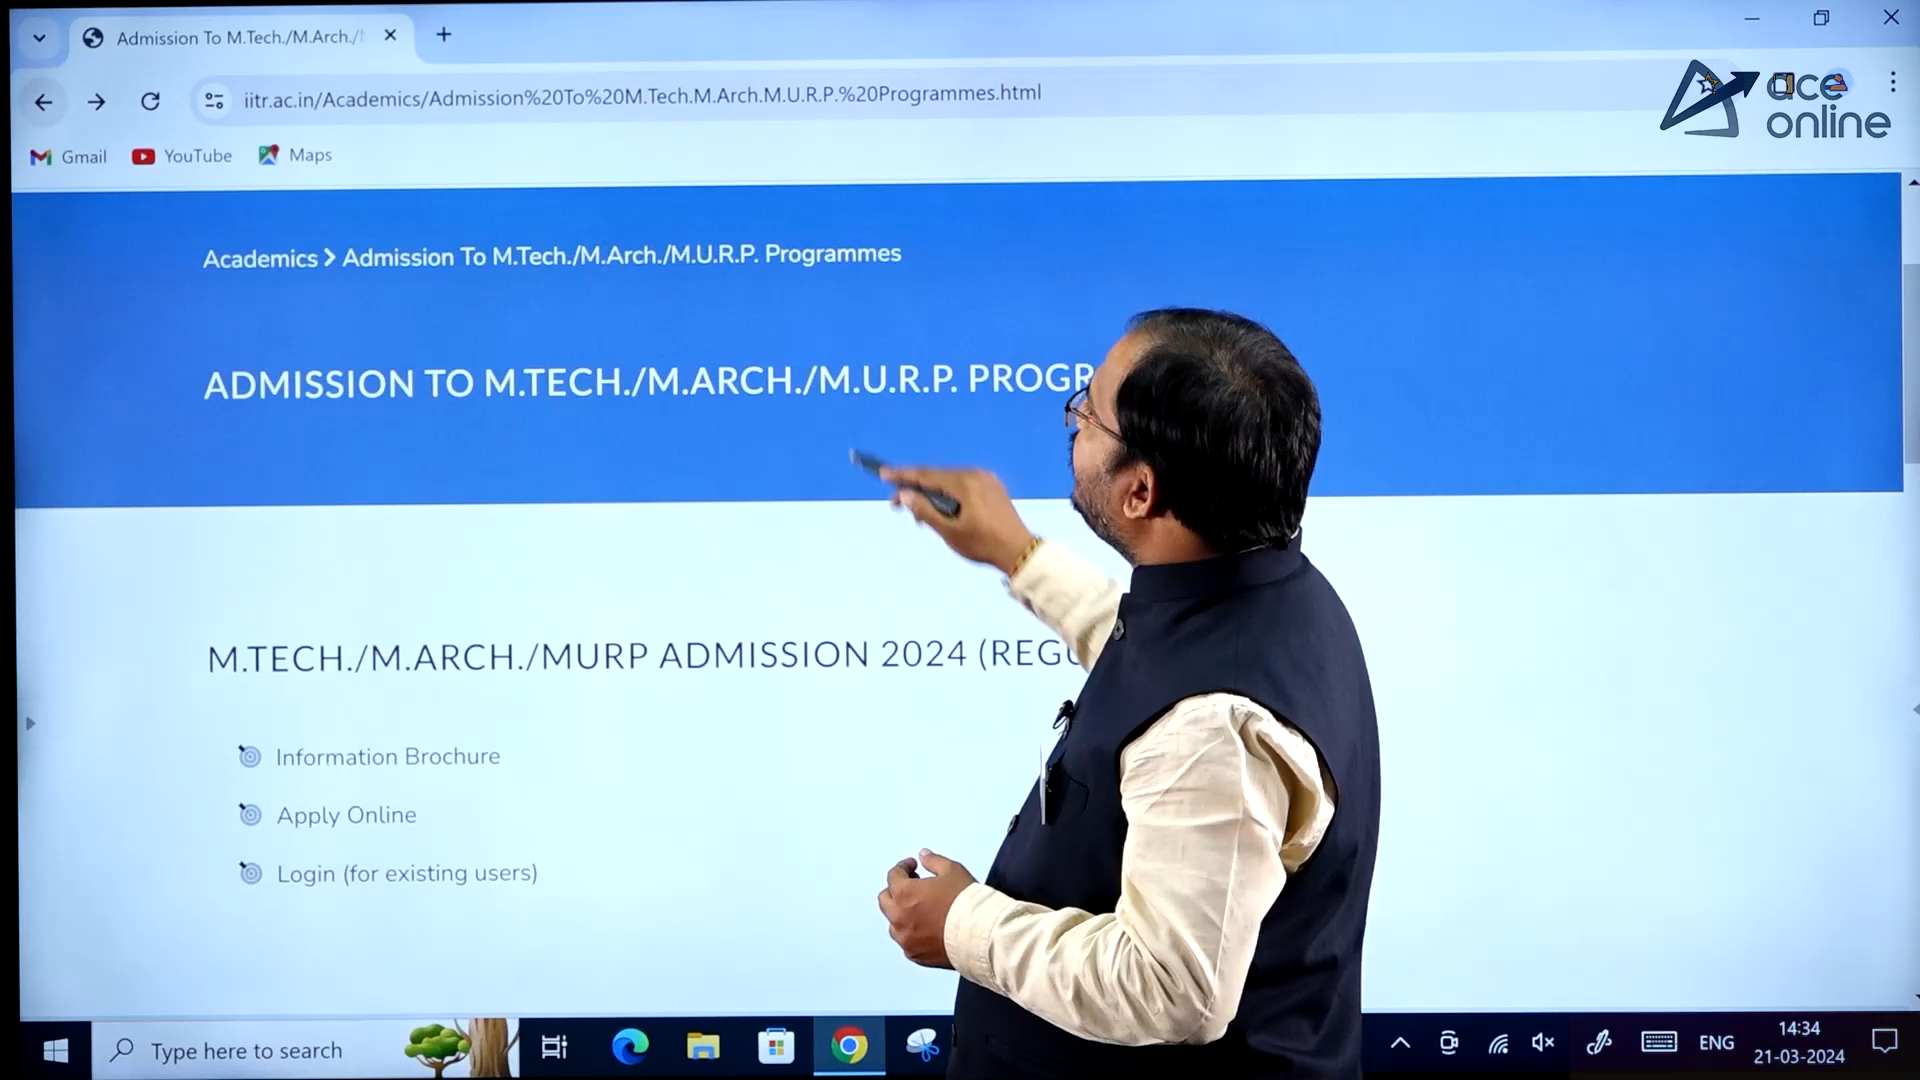 Admission To M.Tech./M.Arch./
iitr.ac.in/Academics/Admission%20To%20M.Tech.M.Arch.M.U.R.P.%20Programmes.html
ace
online
Gmail
YouTube
Maps
Academics > Admission To M.Tech./M.Arch./M.U.R.P. Programmes
ADMISSION TO M.TECH./M.ARCH./M.U.R.P. PROGR
M.TECH./M.ARCH./MURP ADMISSION 2024 (REGU
Information Brochure
Apply Online
Login (for existing users)
Type here to search
ENG
14:34
21-03-2024